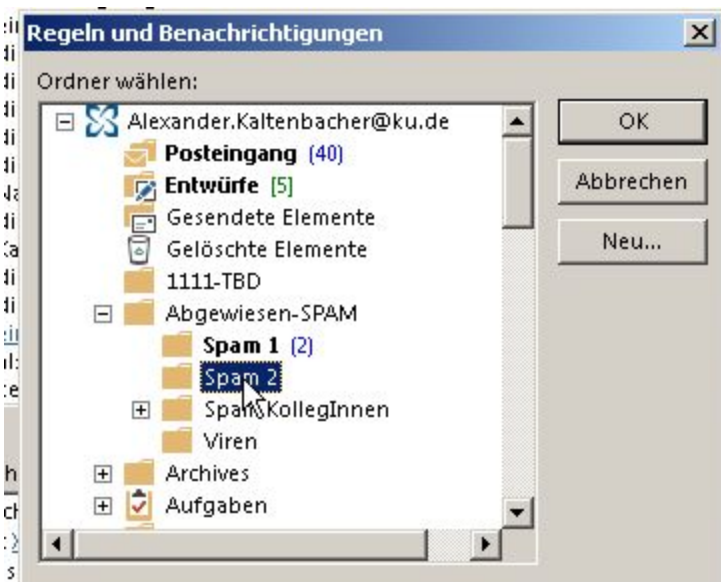 Regeln und Benachrichtigungen
Ordner wählen:
Alexander.Kaltenbacher@ku.de
Posteingang (40)
Entwürfe [5]
Gesendete Elemente
Gelöschte Elemente
1111-TBD
Abgewiesen-SPAM
Spam 1 (2)
Spam 2
KollegInnen
Viren
Archives
Aufgaben
OK
Abbrechen
Neu...